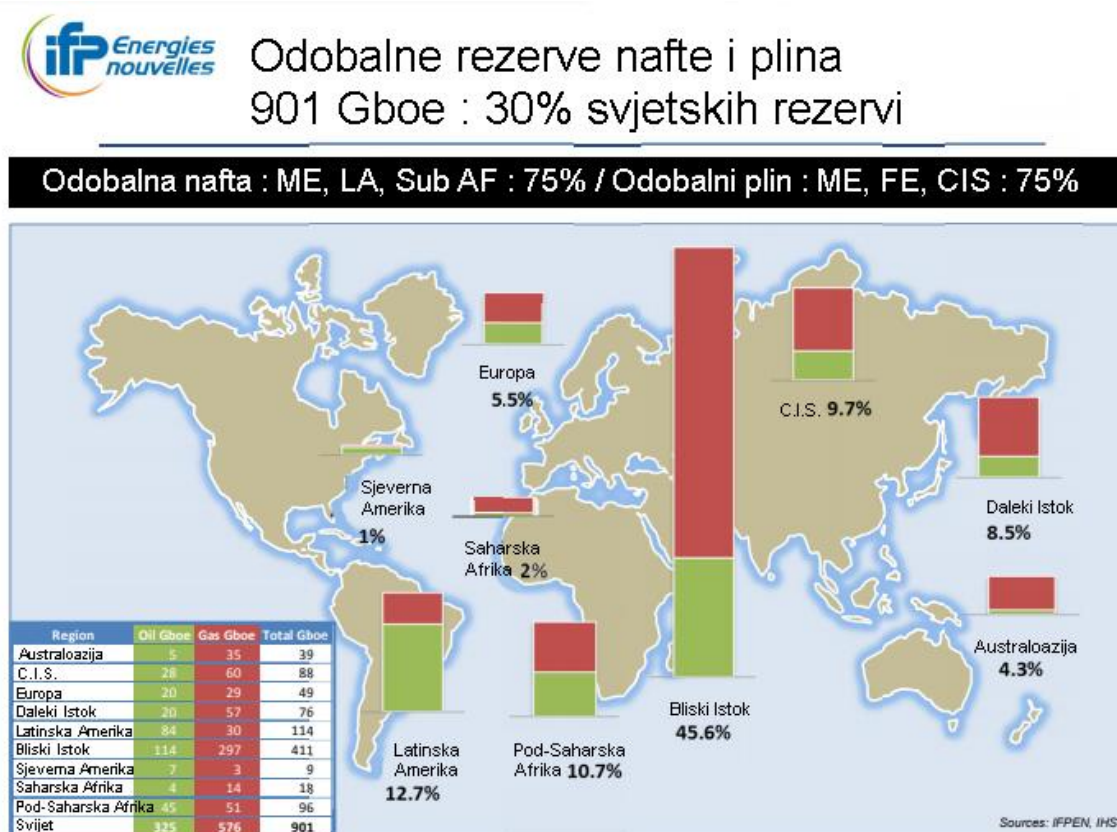 ifp Energies
nouvelles
Odobalne rezerve nafte i plina
901 Gboe : 30% svjetskih rezervi
Odobalna nafta : ME, LA, Sub AF : 75% / Odobalni plin : ME, FE, CIS : 75%
Europa
5.5%
C.I.S. 9.7%
Sjeverna
Amerika
1%
Saharska
Afrika 2%
Daleki Istok
8.5%
Australoazija
4.3%
Bliski Istok
45.6%
Latinska
Amerika
12.7%
Pod-Saharska
Afrika 10.7%
Region Oil Gboe Gas Gboe Total Gboe
Australoazija 5 35 39
C.I.S. 28 60 88
Europa 20 29 49
Daleki Istok 20 57 76
Latinska Amerika 84 30 114
Bliski Istok 114 297 411
Sjeverna Amerika 7 3 9
Saharska Afrika 4 14 18
Pod-Saharska Afrika 45 51 96
Svijet 325 576 901
Sources: IFPEN, IHS